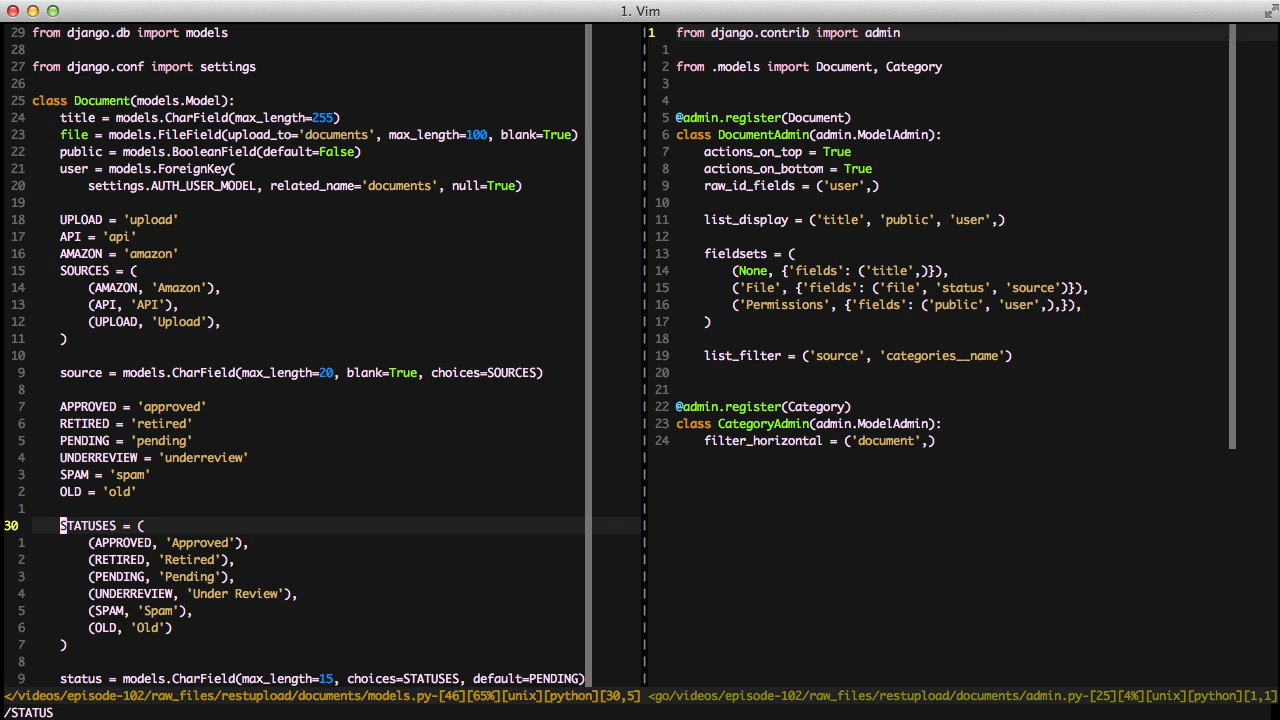 1. Vim
29 from django.db import models
28
27 from django.conf import settings
26
25 class Document(models.Model):
24     title = models.CharField(max_length=255)
23     file = models.FileField(upload_to='documents', max_length=100, blank=True)
22     public = models.BooleanField(default=False)
21     user = models.ForeignKey(
20         settings.AUTH_USER_MODEL, related_name='documents', null=True)
19
18     UPLOAD = 'upload'
17     API = 'api'
16     AMAZON = 'amazon'
15     SOURCES = (
14         (AMAZON, 'Amazon'),
13         (API, 'API'),
12         (UPLOAD, 'Upload'),
11     )
10
9     source = models.CharField(max_length=20, blank=True, choices=SOURCES)
8
7     APPROVED = 'approved'
6     RETIRED = 'retired'
5     PENDING = 'pending'
4     UNDERREVIEW = 'underreview'
3     SPAM = 'spam'
2     OLD = 'old'
1
30     STATUSES = (
1         (APPROVED, 'Approved'),
2         (RETIRED, 'Retired'),
3         (PENDING, 'Pending'),
4         (UNDERREVIEW, 'Under Review'),
5         (SPAM, 'Spam'),
6         (OLD, 'Old')
7     )
8
9     status = models.CharField(max_length=15, choices=STATUSES, default=PENDING)
</videos/episode-102/raw_files/restupload/documents/models.py-[46][65%][unix][python][30,5]
1 from django.contrib import admin
1
2 from .models import Document, Category
3
4
5 @admin.register(Document)
6 class DocumentAdmin(admin.ModelAdmin):
7     actions_on_top = True
8     actions_on_bottom = True
9     raw_id_fields = ('user',)
10
11     list_display = ('title', 'public', 'user',)
12
13     fieldsets = (
14         (None, {'fields': ('title',)}),
15         ('File', {'fields': ('file', 'status', 'source')}),
16         ('Permissions', {'fields': ('public', 'user',),}),
17     )
18
19     list_filter = ('source', 'categories__name')
20
21
22 @admin.register(Category)
23 class CategoryAdmin(admin.ModelAdmin):
24     filter_horizontal = ('document',)
<go/videos/episode-102/raw_files/restupload/documents/admin.py-[25][4%][unix][python][1,1]
/STATUS